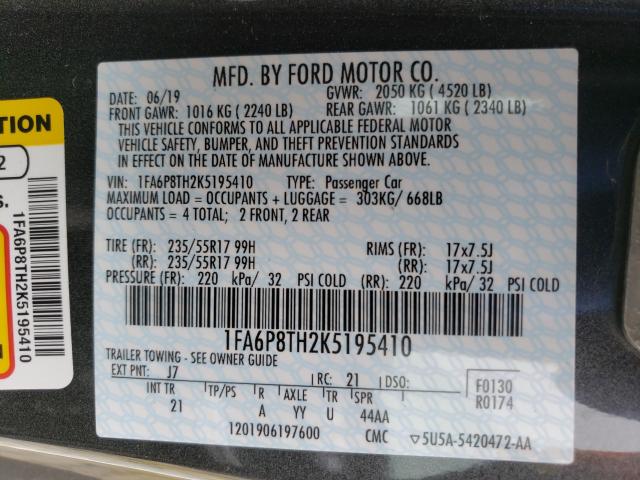 MFD. BY FORD MOTOR CO.
DATE: 06/19 GVWR: 2050 KG ( 4520 LB)
FRONT GAWR: 1016 KG ( 2240 LB) REAR GAWR: 1061 KG ( 2340 LB)
THIS VEHICLE CONFORMS TO ALL APPLICABLE FEDERAL MOTOR
VEHICLE SAFETY, BUMPER, AND THEFT PREVENTION STANDARDS
IN EFFECT ON THE DATE OF MANUFACTURE SHOWN ABOVE.
VIN: 1FA6P8TH2K5195410 TYPE: Passenger Car
MAXIMUM LOAD = OCCUPANTS + LUGGAGE = 303KG/ 668LB
OCCUPANTS = 4 TOTAL; 2 FRONT, 2 REAR
TIRE (FR): 235/55R17 99H RIMS (FR): 17x7.5J
(RR): 235/55R17 99H (RR): 17x7.5J
PRESSURE (FR): 220 kPa/ 32 PSI COLD (RR): 220 kPa/ 32 PSI COLD
1FA6P8TH2K5195410
TRAILER TOWING - SEE OWNER GUIDE
EXT PNT: J7 RC: 21 DSO: F0130
INT TR TP/PS R AXLE TR SPR R0174
21 A YY U 44AA
1201906197600 CMC 5U5A-5420472-AA
TION
2
s.
1FA6P8TH2K5195410